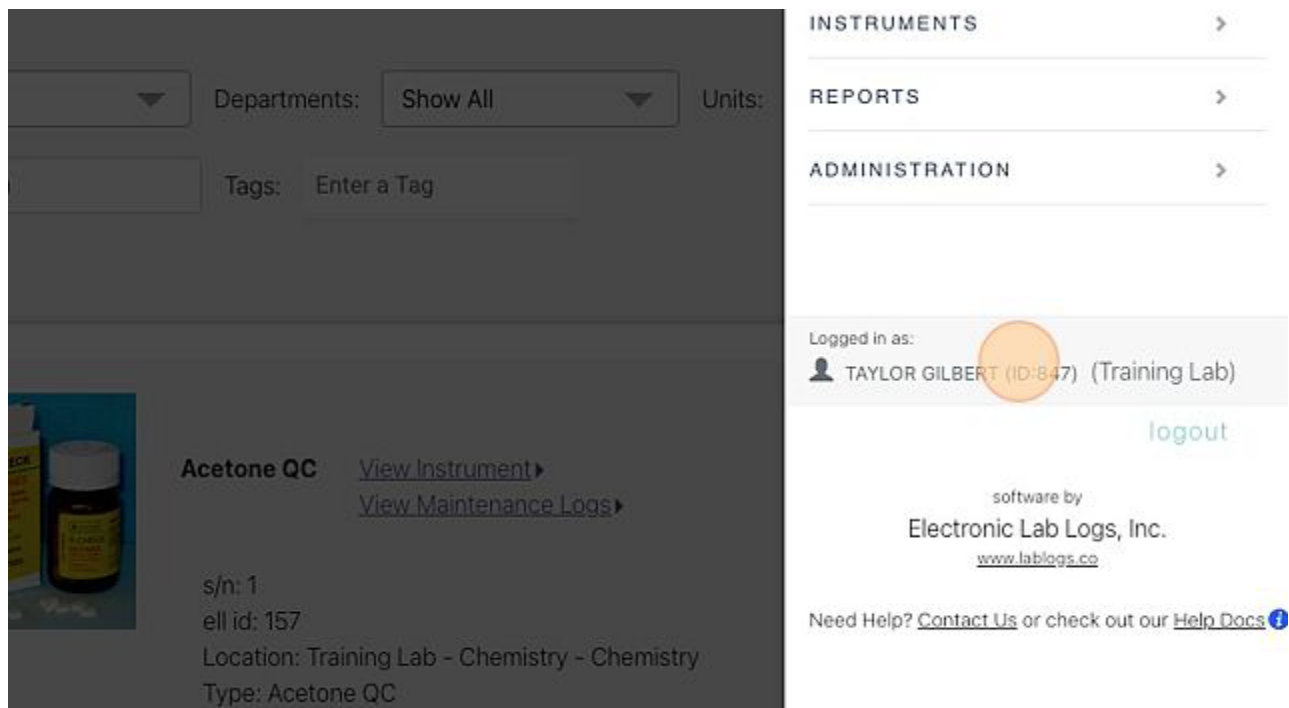 Departments: Show All Units:
Tags: Enter a Tag
Acetone QC View Instrument
View Maintenance Logs
s/n: 1
ell id: 157
Location: Training Lab - Chemistry - Chemistry
Type: Acetone QC
INSTRUMENTS
REPORTS
ADMINISTRATION
Logged in as:
TAYLOR GILBERT (ID:847) (Training Lab)
logout
software by
Electronic Lab Logs, Inc.
www.lablogs.co
Need Help? Contact Us or check out our Help Docs